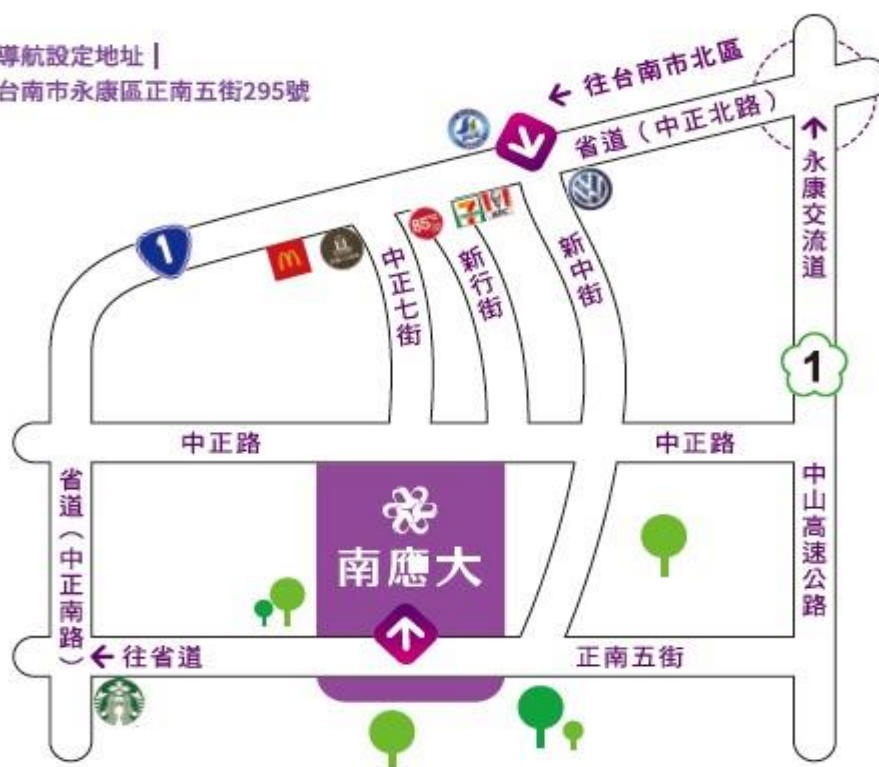 導航設定地址 |
台南市永康區正南五街295號
往台南市北區
省道（中正北路）
永康交流道
1
中正七街
85
新行街
7
新中街
1
中正路
中正路
省道（中正南路）
南應大
中山高速公路
往省道
正南五街